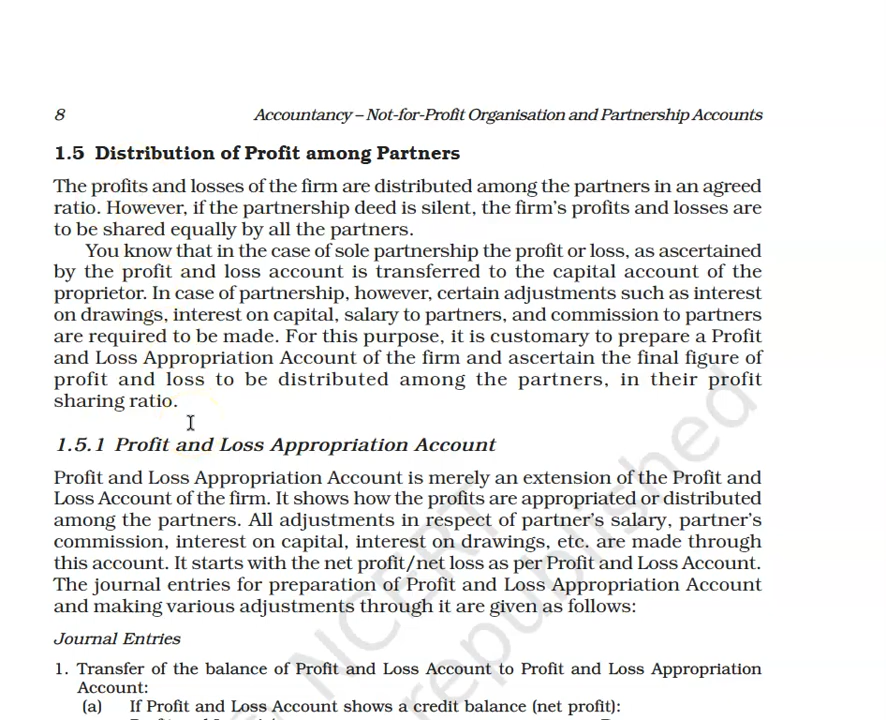 8 Accountancy – Not-for-Profit Organisation and Partnership Accounts
1.5 Distribution of Profit among Partners
The profits and losses of the firm are distributed among the partners in an agreed
ratio. However, if the partnership deed is silent, the firm's profits and losses are
to be shared equally by all the partners.
You know that in the case of sole partnership the profit or loss, as ascertained
by the profit and loss account is transferred to the capital account of the
proprietor. In case of partnership, however, certain adjustments such as interest
on drawings, interest on capital, salary to partners, and commission to partners
are required to be made. For this purpose, it is customary to prepare a Profit
and Loss Appropriation Account of the firm and ascertain the final figure of
profit and loss to be distributed among the partners, in their profit
sharing ratio.
1.5.1 Profit and Loss Appropriation Account
Profit and Loss Appropriation Account is merely an extension of the Profit and
Loss Account of the firm. It shows how the profits are appropriated or distributed
among the partners. All adjustments in respect of partner's salary, partner's
commission, interest on capital, interest on drawings, etc. are made through
this account. It starts with the net profit/net loss as per Profit and Loss Account.
The journal entries for preparation of Profit and Loss Appropriation Account
and making various adjustments through it are given as follows:
Journal Entries
1. Transfer of the balance of Profit and Loss Account to Profit and Loss Appropriation
Account:
(a) If Profit and Loss Account shows a credit balance (net profit):
NCERT
republished